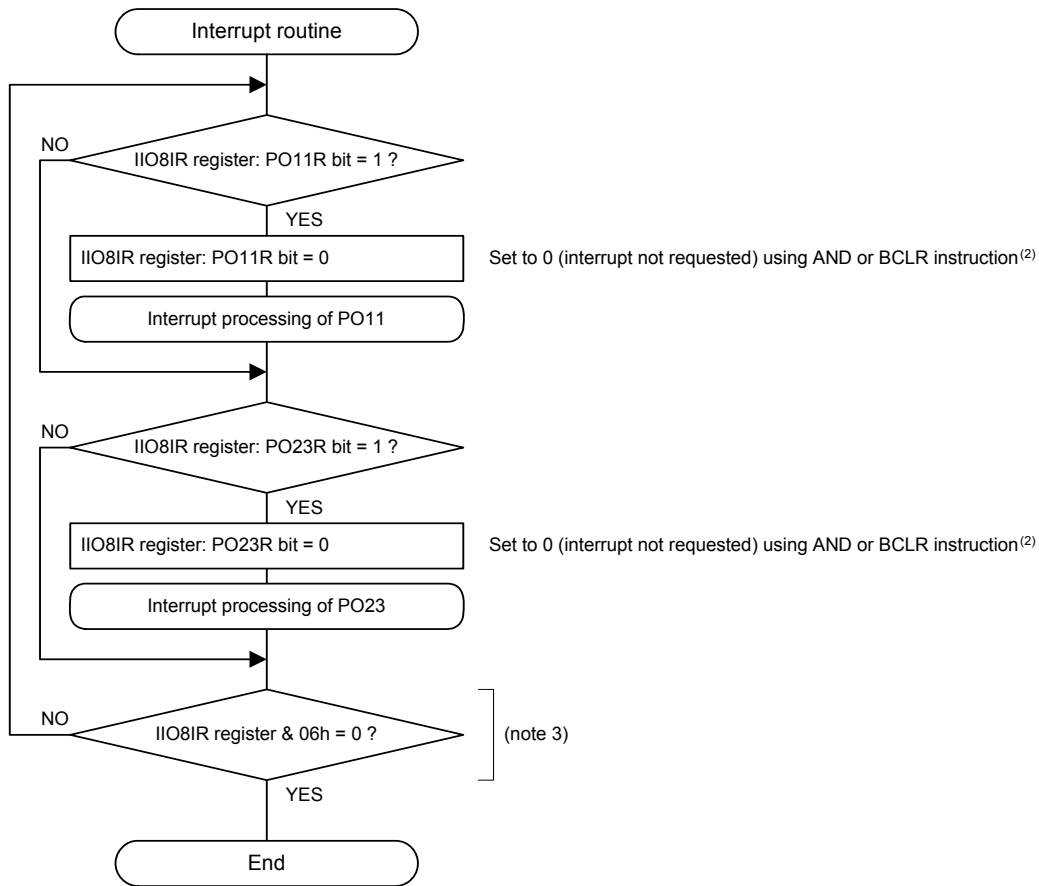 Interrupt routine
NO
IIO8IR register: PO11R bit = 1 ?
YES
IIO8IR register: PO11R bit = 0
Set to 0 (interrupt not requested) using AND or BCLR instruction(2)
Interrupt processing of PO11
NO
IIO8IR register: PO23R bit = 1 ?
YES
IIO8IR register: PO23R bit = 0
Set to 0 (interrupt not requested) using AND or BCLR instruction(2)
Interrupt processing of PO23
NO
IIO8IR register & 06h = 0 ?
(note 3)
YES
End